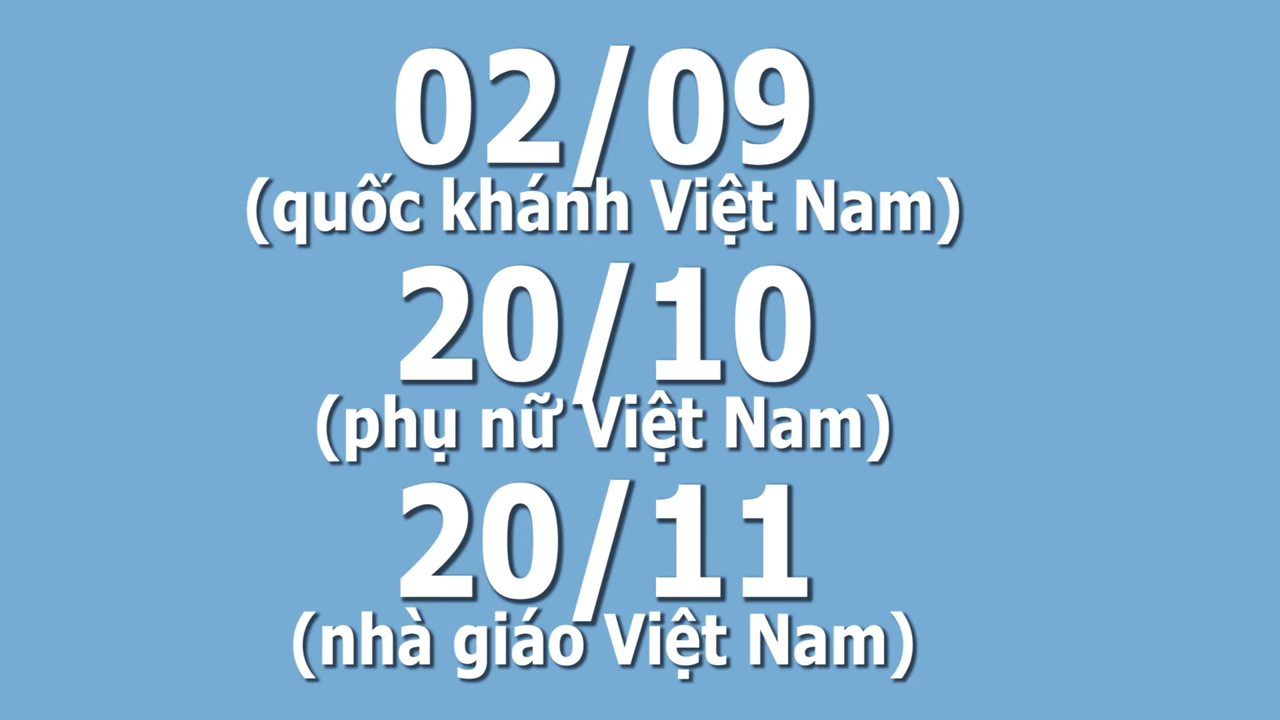 02/09
(quốc khánh Việt Nam)
20/10
(phụ nữ Việt Nam)
20/11
(nhà giáo Việt Nam)